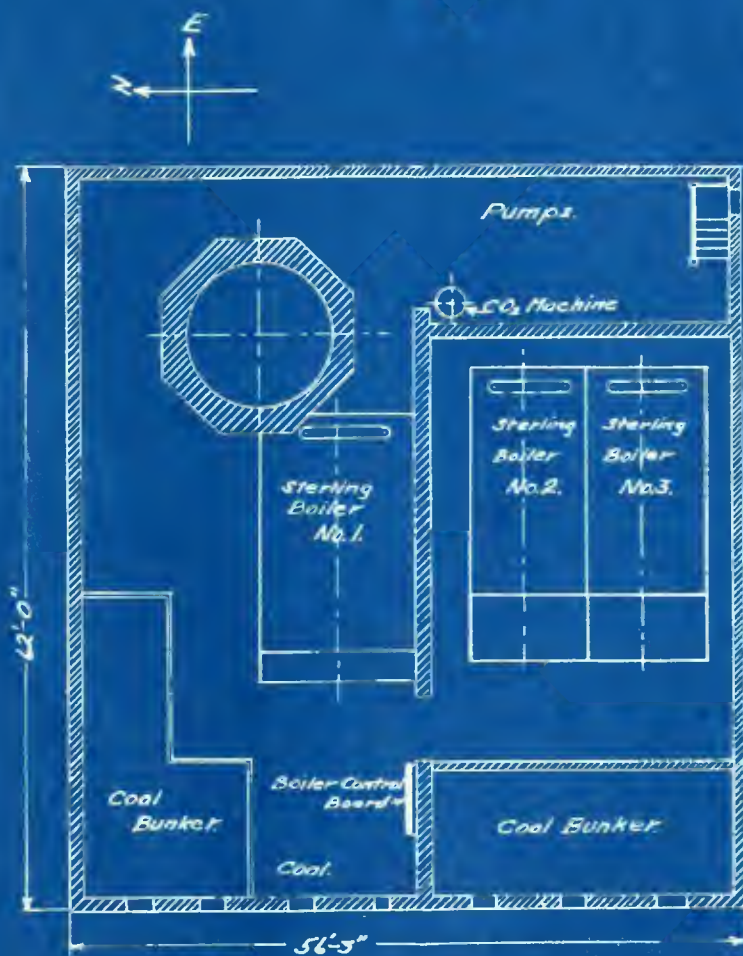 E
N
Pumps.
CO₂ Machine
Sterling
Boiler
No.1.
Sterling
Boiler
No.2.
Sterling
Boiler
No.3.
62'-0"
Coal
Bunker
Boiler Control
Board
Coal.
Coal Bunker
56'-3"